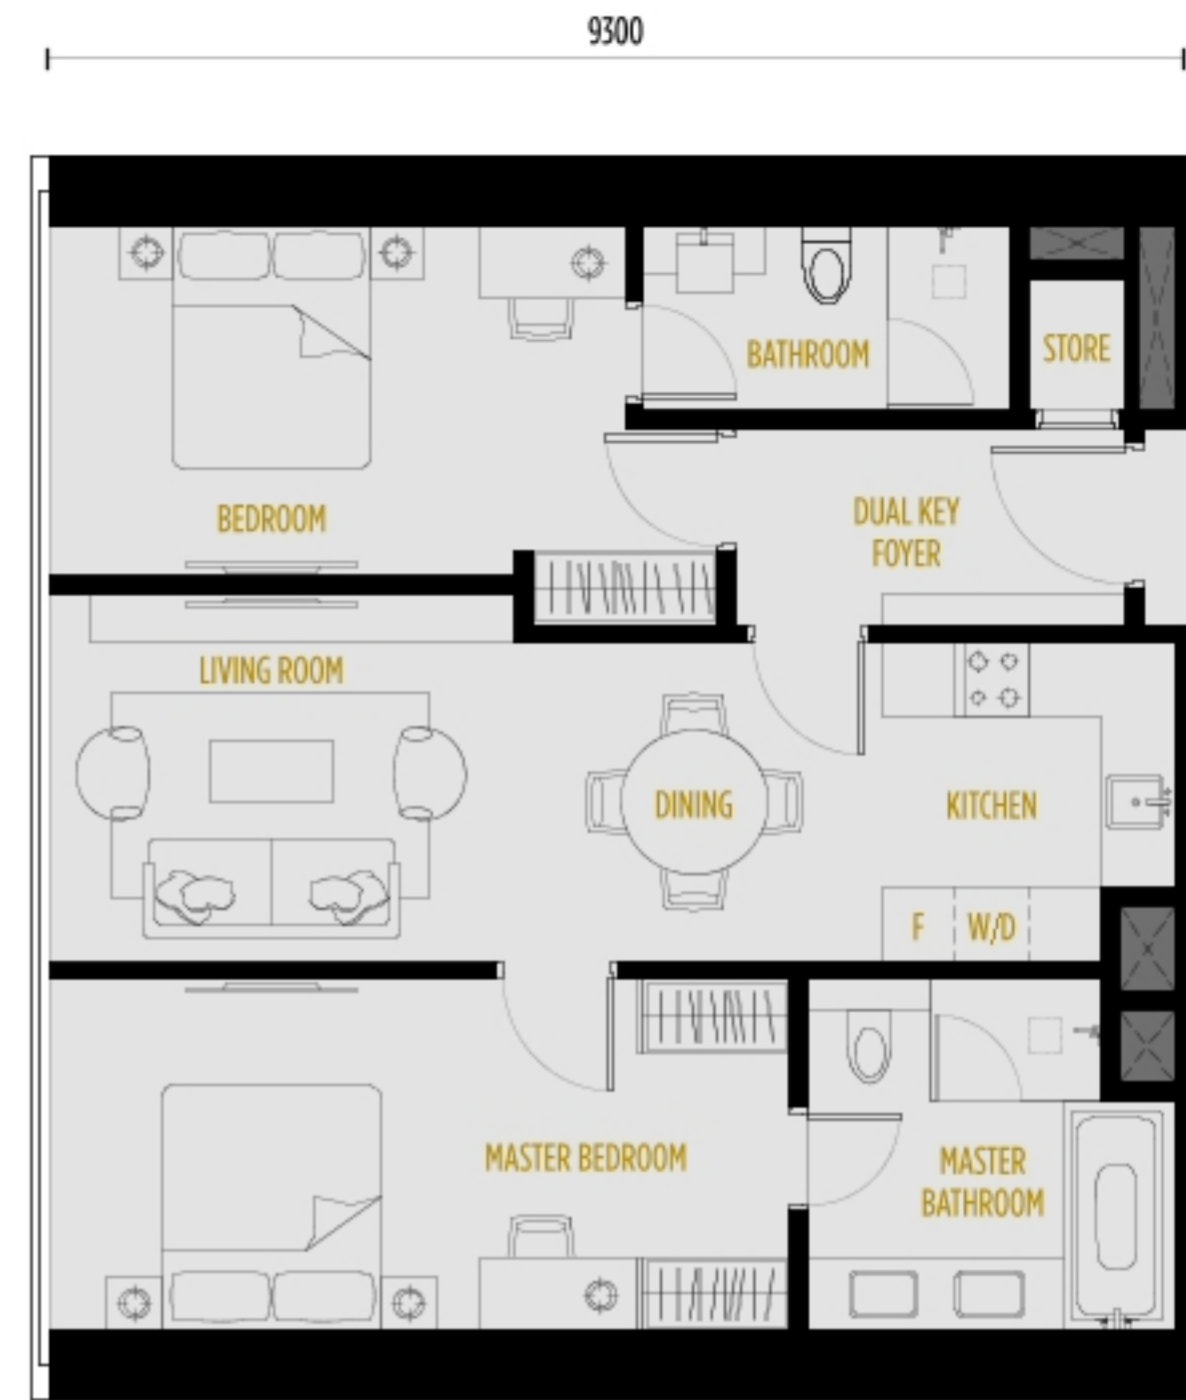 9300
BATHROOM
STORE
BEDROOM
DUAL KEY
FOYER
LIVING ROOM
DINING
KITCHEN
F
W/D
MASTER BEDROOM
MASTER
BATHROOM